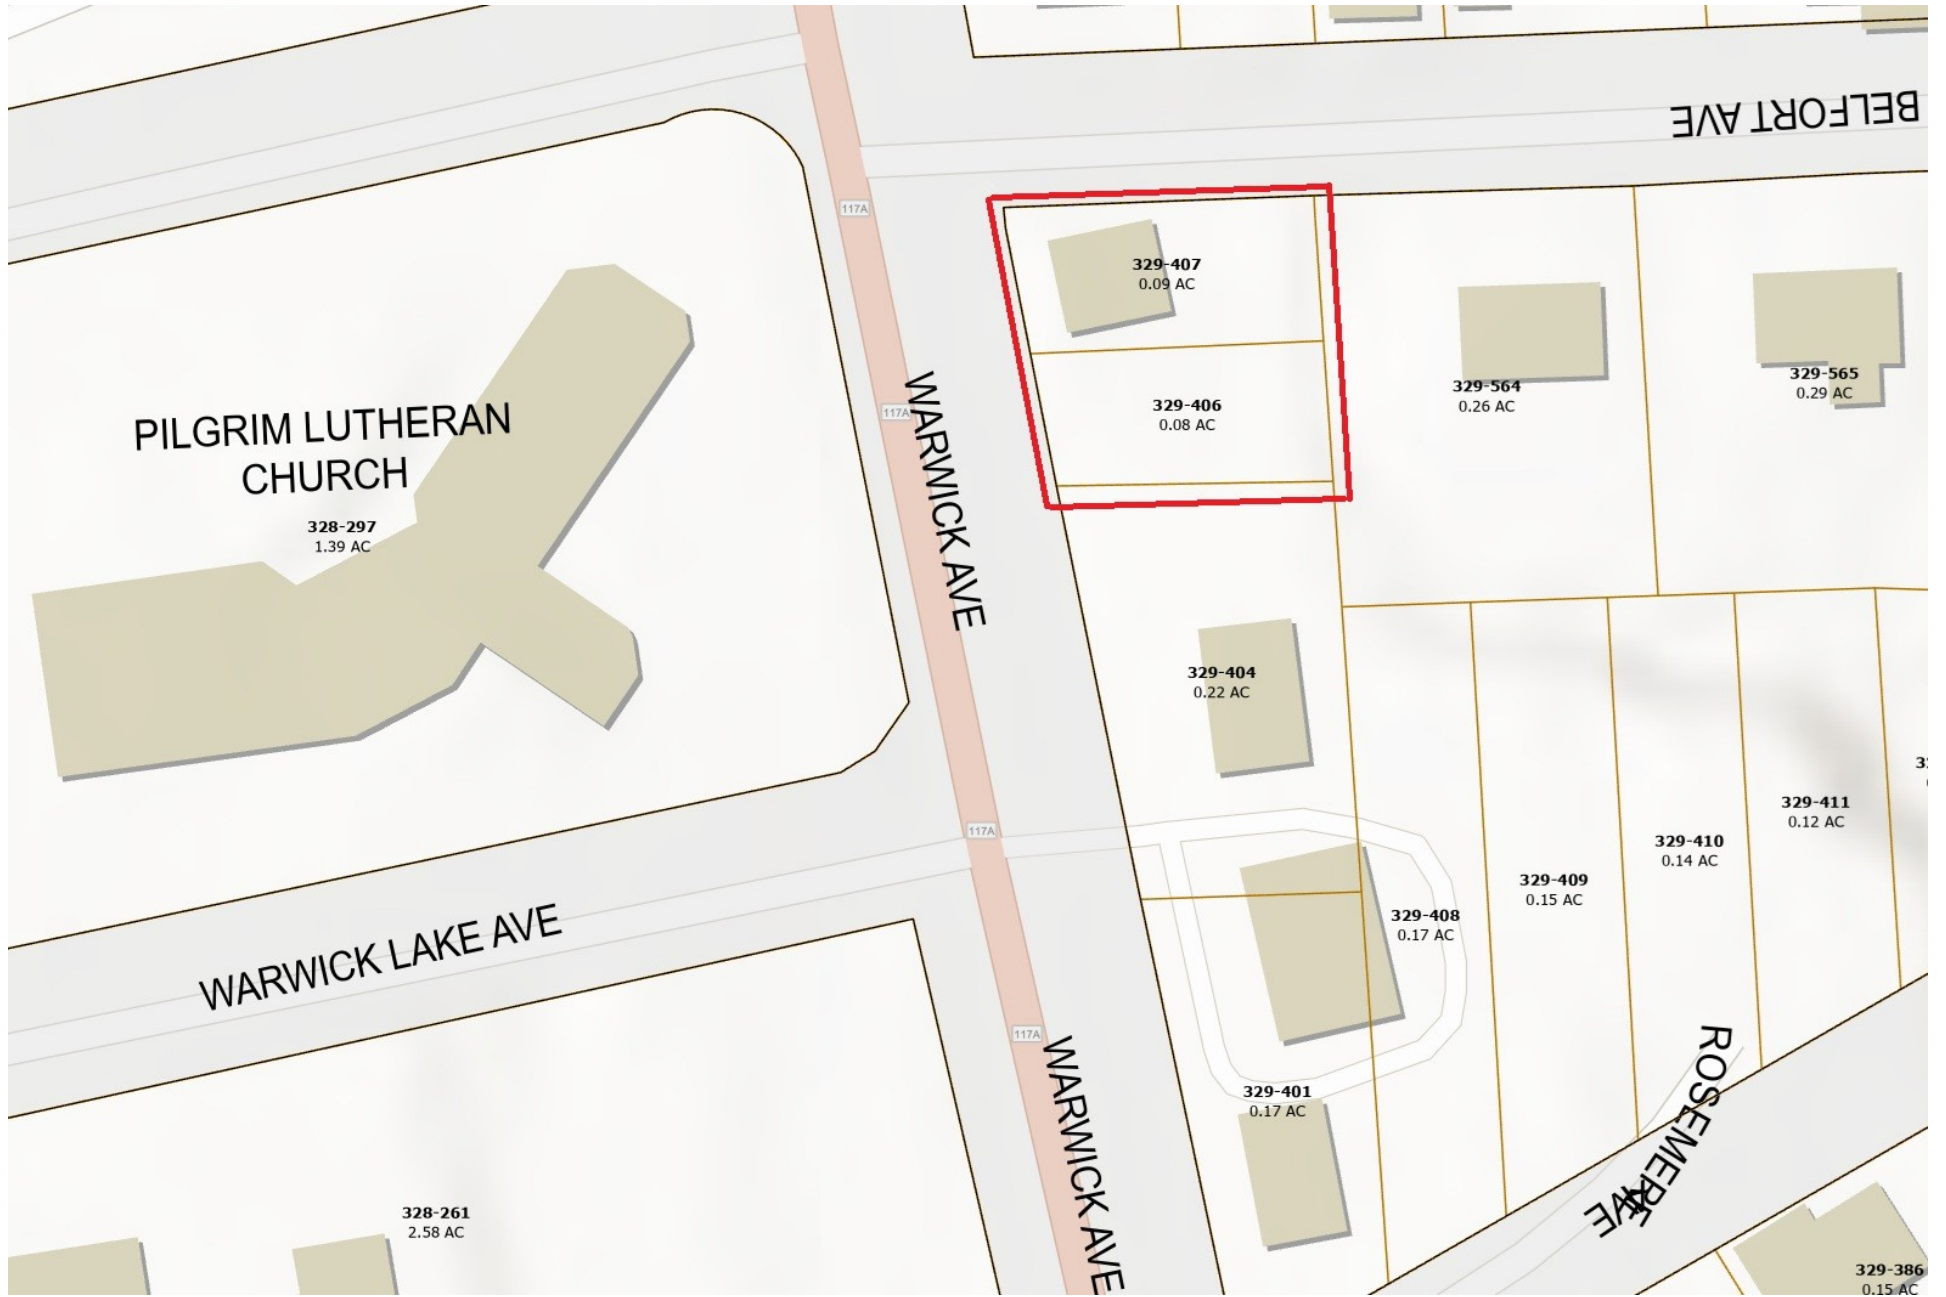 BELFORT AVE
117A
329-407
0.09 AC
329-406
0.08 AC
329-564
0.26 AC
329-565
0.29 AC
117A
WARWICK AVE
PILGRIM LUTHERAN
CHURCH
328-297
1.39 AC
329-404
0.22 AC
117A
329-411
0.12 AC
329-410
0.14 AC
329-409
0.15 AC
329-408
0.17 AC
WARWICK LAKE AVE
117A
WARWICK AVE
329-401
0.17 AC
ROSEMERE
AVE
328-261
2.58 AC
329-386
0.15 AC